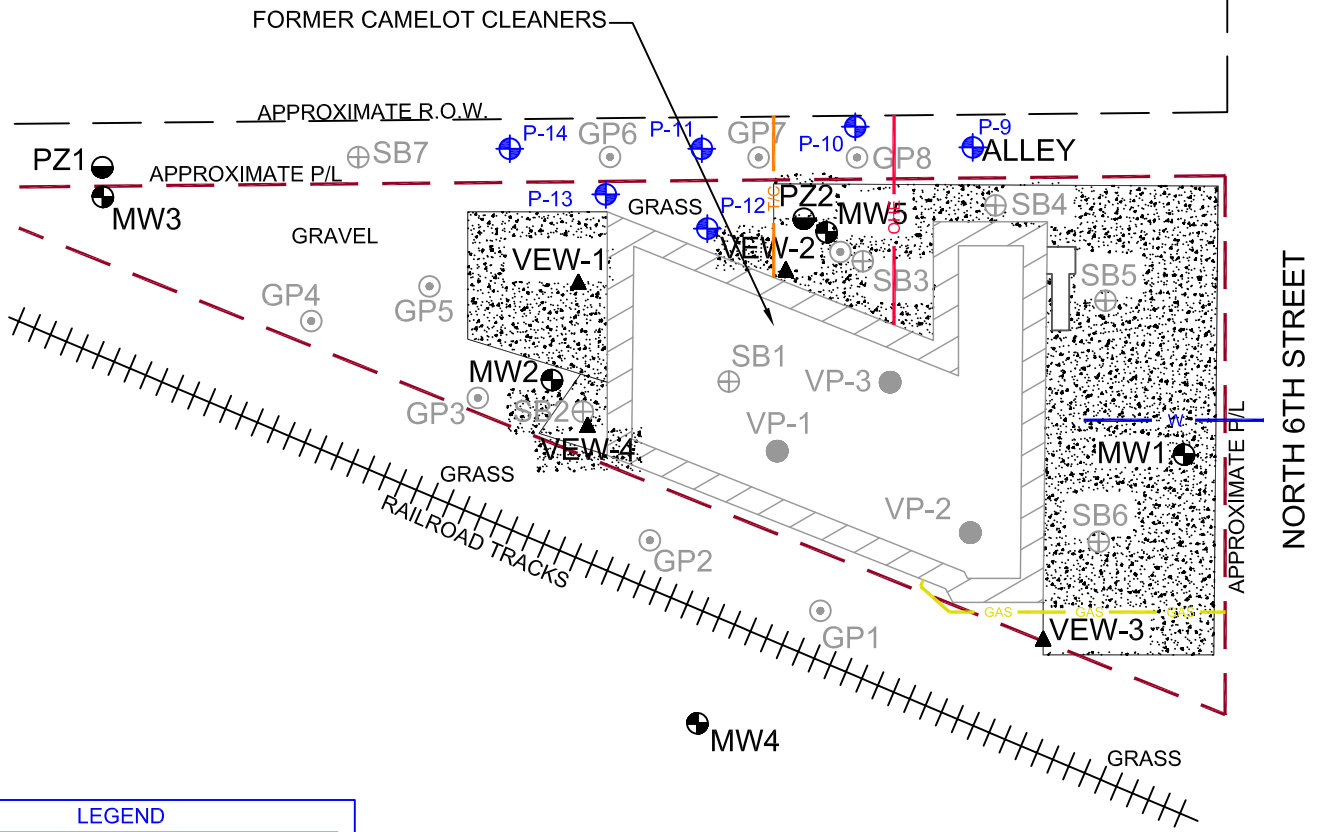 FORMER CAMELOT CLEANERS
APPROXIMATE R.O.W.
P-14
GP6
P-11
GP7
P-10
P-9
SB7
GP8
ALLEY
PZ1
APPROXIMATE P/L
MW3
P-13
GRASS
P-12
T/C
PZ2
MW5
OHE
SB4
GRAVEL
VEW-1
VEW-2
SB3
SB5
GP4
GP5
NORTH 6TH STREET
MW2
SB1
VP-3
GP3
SB2
VP-1
W
APPROXIMATE P/L
VEW-4
MW1
GRASS
RAILROAD TRACKS
VP-2
SB6
GP2
GP1
GAS
GAS
GAS
VEW-3
MW4
GRASS
LEGEND